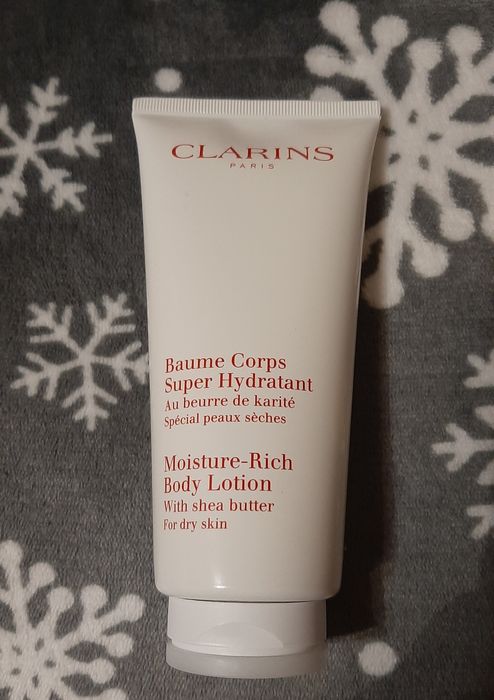 CLARINS
PARIS
Baume Corps
Super Hydratant
Au beurre de karité
Spécial peaux sèches
Moisture-Rich
Body Lotion
With shea butter
For dry skin